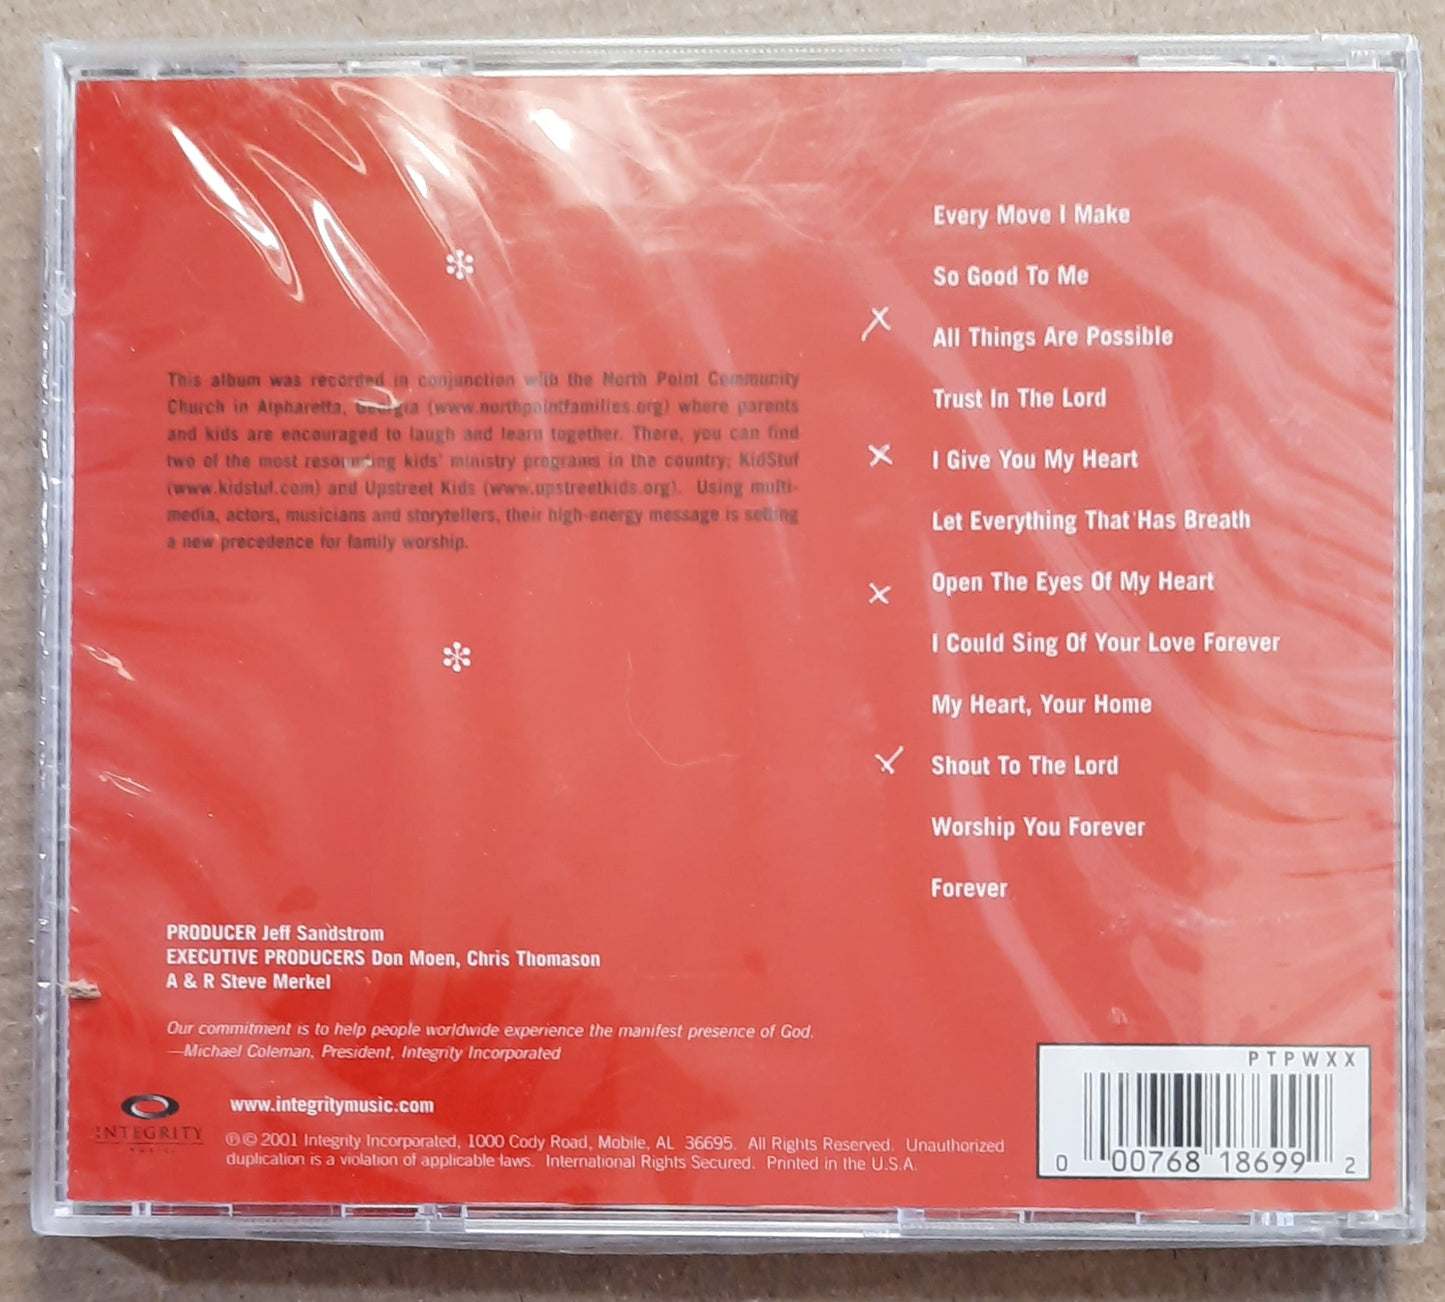 Every Move I Make
So Good To Me
All Things Are Possible
Trust In The Lord
I Give You My Heart
Let Everything That Has Breath
Open The Eyes Of My Heart
I Could Sing Of Your Love Forever
My Heart, Your Home
Shout To The Lord
Worship You Forever
Forever
This album was recorded in conjunction with the North Point Community
Church in Alpharetta, Georgia (www.northpointfamilies.org) where parents
and kids are encouraged to laugh and learn together. There, you can find
two of the most resounding kids' ministry programs in the country; KidStuf
(www.kidstuf.com) and Upstreet Kids (www.upstreetkids.org). Using multi-
media, actors, musicians and storytellers, their high-energy message is setting
a new precedence for family worship.
PRODUCER Jeff Sandstrom
EXECUTIVE PRODUCERS Don Moen, Chris Thomason
A & R Steve Merkel
Our commitment is to help people worldwide experience the manifest presence of God.
—Michael Coleman, President, Integrity Incorporated
www.integritymusic.com
INTEGRITY
MUSIC
℗© 2001 Integrity Incorporated, 1000 Cody Road, Mobile, AL 36695. All Rights Reserved. Unauthorized
duplication is a violation of applicable laws. International Rights Secured. Printed in the U.S.A.
PTPWXX
0 00768 18699 2